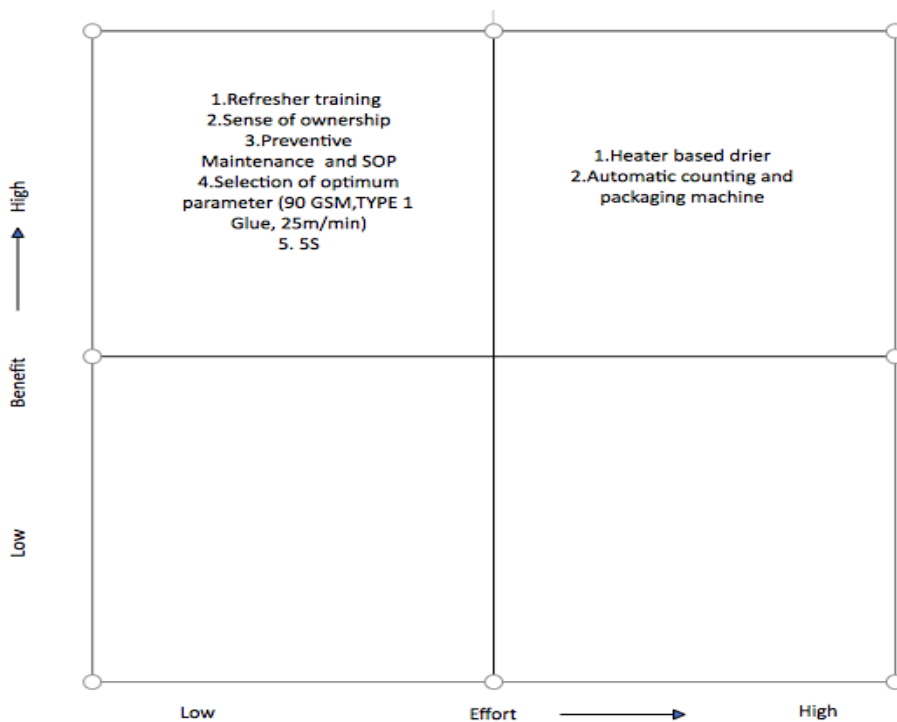 1.Refresher training
2.Sense of ownership
3.Preventive
Maintenance and SOP
4.Selection of optimum
parameter (90 GSM,TYPE 1
Glue, 25m/min)
5. 5S
1.Heater based drier
2.Automatic counting and
packaging machine
High
Benefit
Low
Low
Effort
High